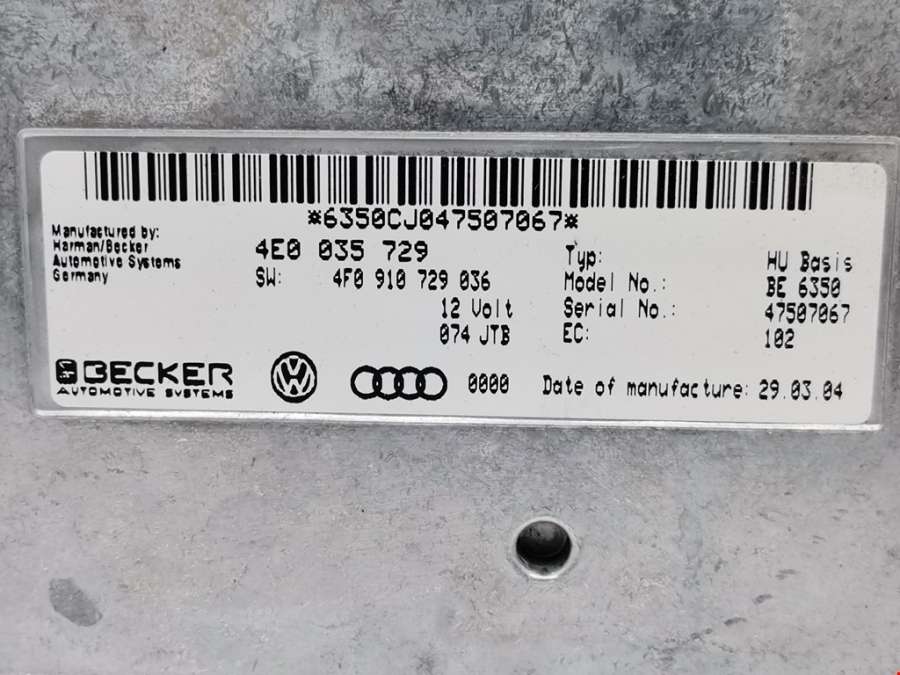 *6350CJ047507067*
Manufactured by:
Harman/Becker
Automotive Systems
Germany
4E0 035 729
SW: 4F0 910 729 036
12 Volt
074 JTB
Typ: HU Basis
Model No.: BE 6350
Serial No.: 47507067
EC: 102
BECKER
AUTOMOTIVE SYSTEMS
0000
Date of manufacture: 29.03.04